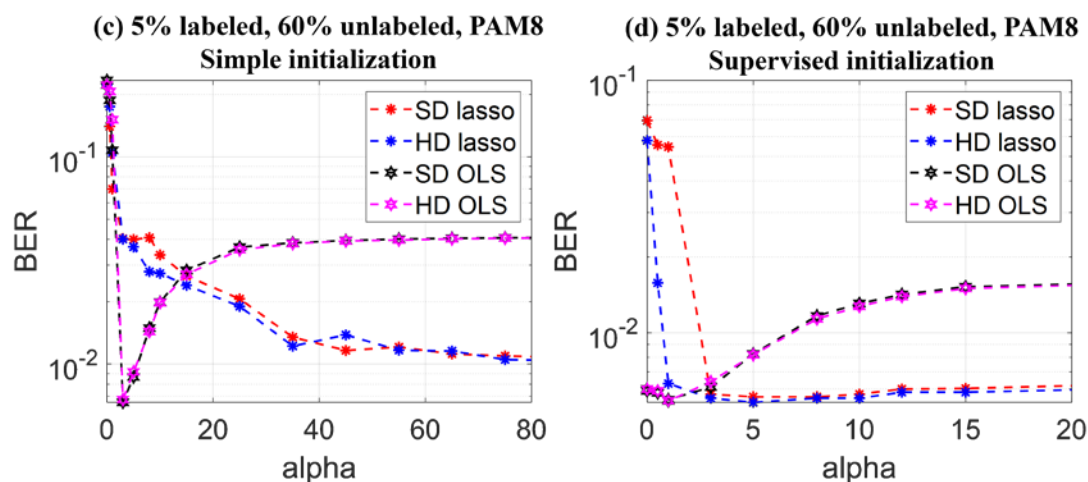 (c) 5% labeled, 60% unlabeled, PAM8
Simple initialization
SD lasso
HD lasso
SD OLS
HD OLS
BER
10^-1
10^-2
0 20 40 60 80
alpha
(d) 5% labeled, 60% unlabeled, PAM8
Supervised initialization
10^-1
SD lasso
HD lasso
SD OLS
HD OLS
BER
10^-2
0 5 10 15 20
alpha